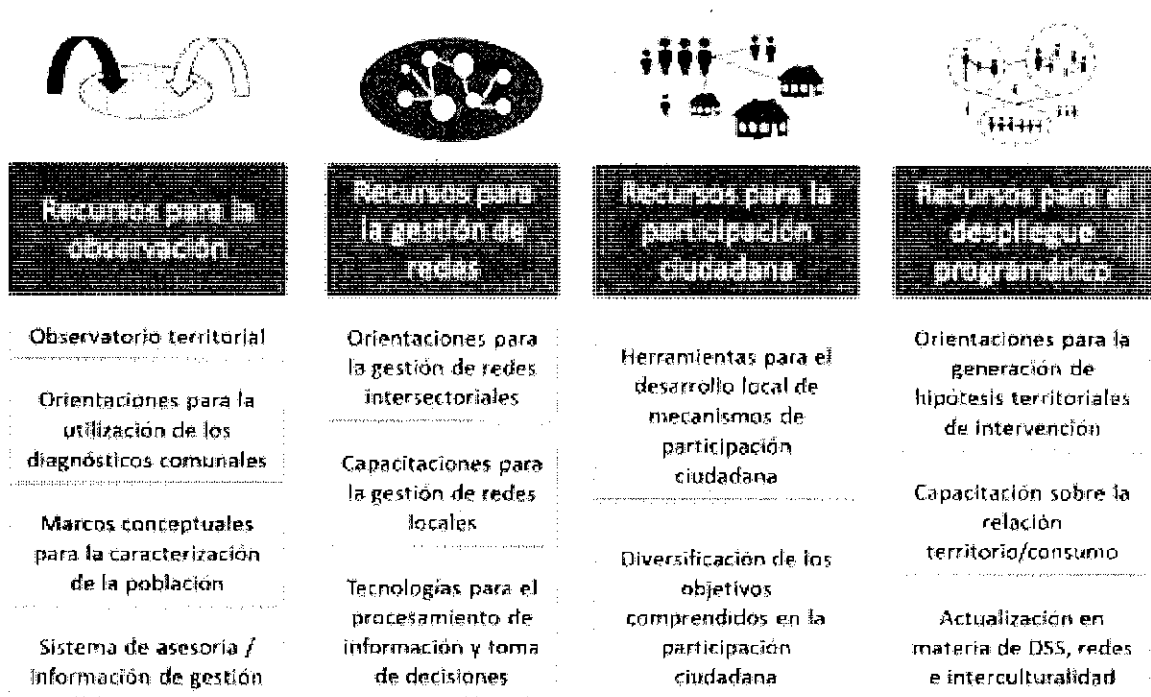 Recursos para la
observación
Observatorio territorial
Orientaciones para la
utilización de los
diagnósticos comunales
Marcos conceptuales
para la caracterización
de la población
Sistema de asesoría /
Información de gestión
Recursos para
la gestión de
redes
Orientaciones para
la gestión de redes
intersectoriales
Capacitaciones para
la gestión de redes
locales
Tecnologías para el
procesamiento de
información y toma
de decisiones
Recursos para la
participación
ciudadana
Herramientas para el
desarrollo local de
mecanismos de
participación
ciudadana
Diversificación de los
objetivos
comprendidos en la
participación
ciudadana
Recursos para el
despliegue
programático
Orientaciones para la
generación de
hipótesis territoriales
de intervención
Capacitación sobre la
relación
territorio/consumo
Actualización en
materia de DSS, redes
e interculturalidad